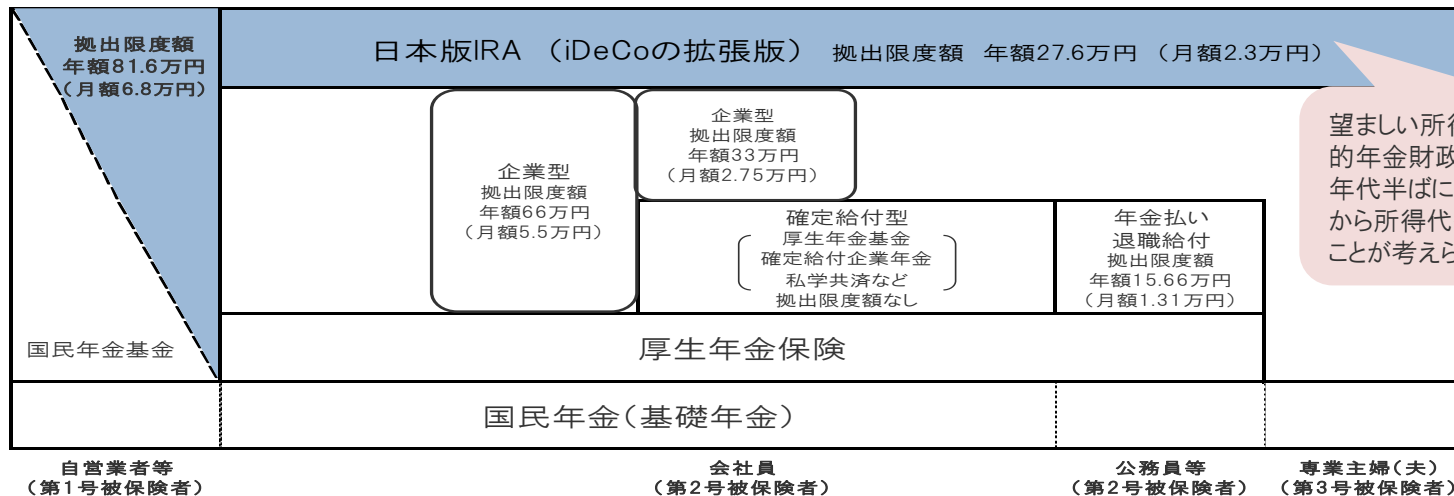 拠出限度額
年額81.6万円
(月額6.8万円)
日本版IRA (iDeCoの拡張版) 拠出限度額 年額27.6万円 (月額2.3万円)
企業型
拠出限度額
年額66万円
(月額5.5万円)
企業型
拠出限度額
年額33万円
(月額2.75万円)
確定給付型
厚生年金基金
確定給付企業年金
私学共済など
拠出限度額なし
年金払い
退職給付
拠出限度額
年額15.66万円
(月額1.31万円)
望ましい所得
的年金財政
年代半ばに
から所得代
ことが考えら
国民年金基金
厚生年金保険
国民年金(基礎年金)
自営業者等
(第1号被保険者)
会社員
(第2号被保険者)
公務員等
(第2号被保険者)
専業主婦(夫)
(第3号被保険者)